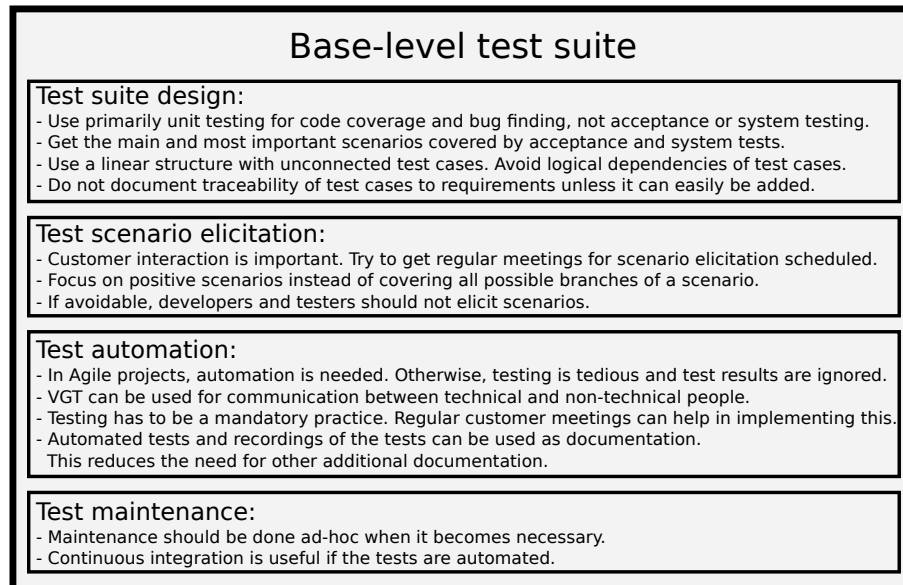 Base-level test suite
Test suite design:
- Use primarily unit testing for code coverage and bug finding, not acceptance or system testing.
- Get the main and most important scenarios covered by acceptance and system tests.
- Use a linear structure with unconnected test cases. Avoid logical dependencies of test cases.
- Do not document traceability of test cases to requirements unless it can easily be added.
Test scenario elicitation:
- Customer interaction is important. Try to get regular meetings for scenario elicitation scheduled.
- Focus on positive scenarios instead of covering all possible branches of a scenario.
- If avoidable, developers and testers should not elicit scenarios.
Test automation:
- In Agile projects, automation is needed. Otherwise, testing is tedious and test results are ignored.
- VGT can be used for communication between technical and non-technical people.
- Testing has to be a mandatory practice. Regular customer meetings can help in implementing this.
- Automated tests and recordings of the tests can be used as documentation.
This reduces the need for other additional documentation.
Test maintenance:
- Maintenance should be done ad-hoc when it becomes necessary.
- Continuous integration is useful if the tests are automated.